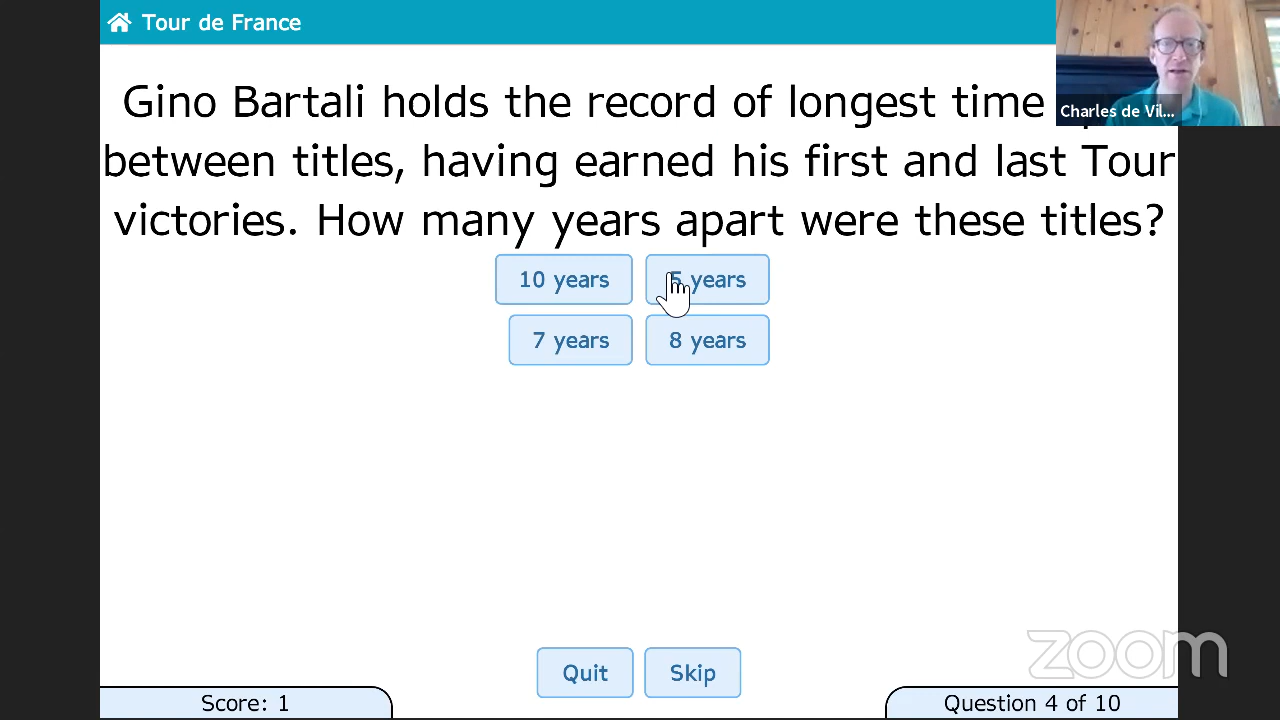 Tour de France
Gino Bartali holds the record of longest time
between titles, having earned his first and last Tour
victories. How many years apart were these titles?
10 years
5 years
7 years
8 years
Quit
Skip
Score: 1
Question 4 of 10
Charles de Vil...
zoom